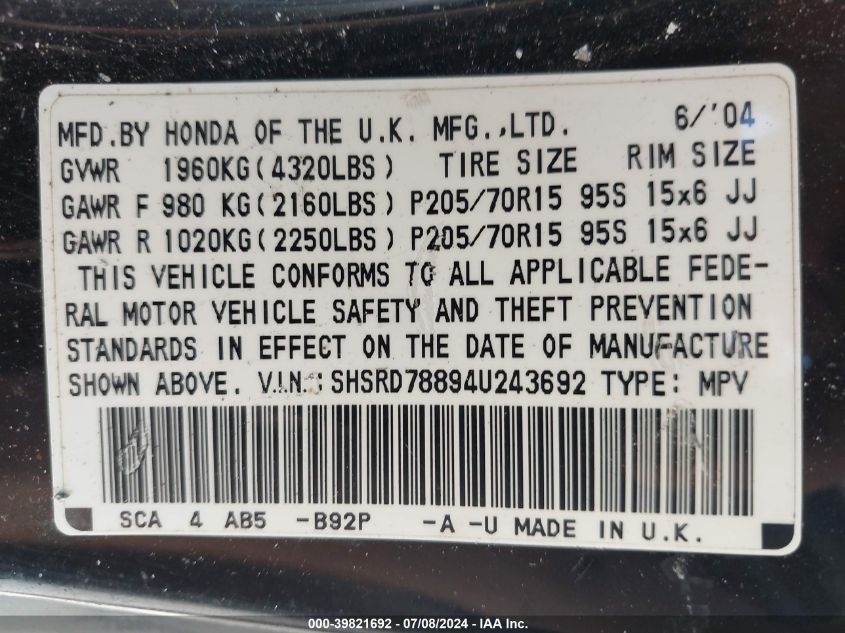 MFD.BY HONDA OF THE U.K. MFG.,LTD. 6/'04
GVWR 1960KG(4320LBS) TIRE SIZE RIM SIZE
GAWR F 980 KG(2160LBS) P205/70R15 95S 15x6 JJ
GAWR R 1020KG(2250LBS) P205/70R15 95S 15x6 JJ
THIS VEHICLE CONFORMS TO ALL APPLICABLE FEDE-
RAL MOTOR VEHICLE SAFETY AND THEFT PREVENTION
STANDARDS IN EFFECT ON THE DATE OF MANUFACTURE
SHOWN ABOVE. V.I.N.:SHSRD78894U243692 TYPE: MPV
SCA 4 AB5 -B92P -A -U MADE IN U.K.
000-39821692 - 07/08/2024 - IAA Inc.